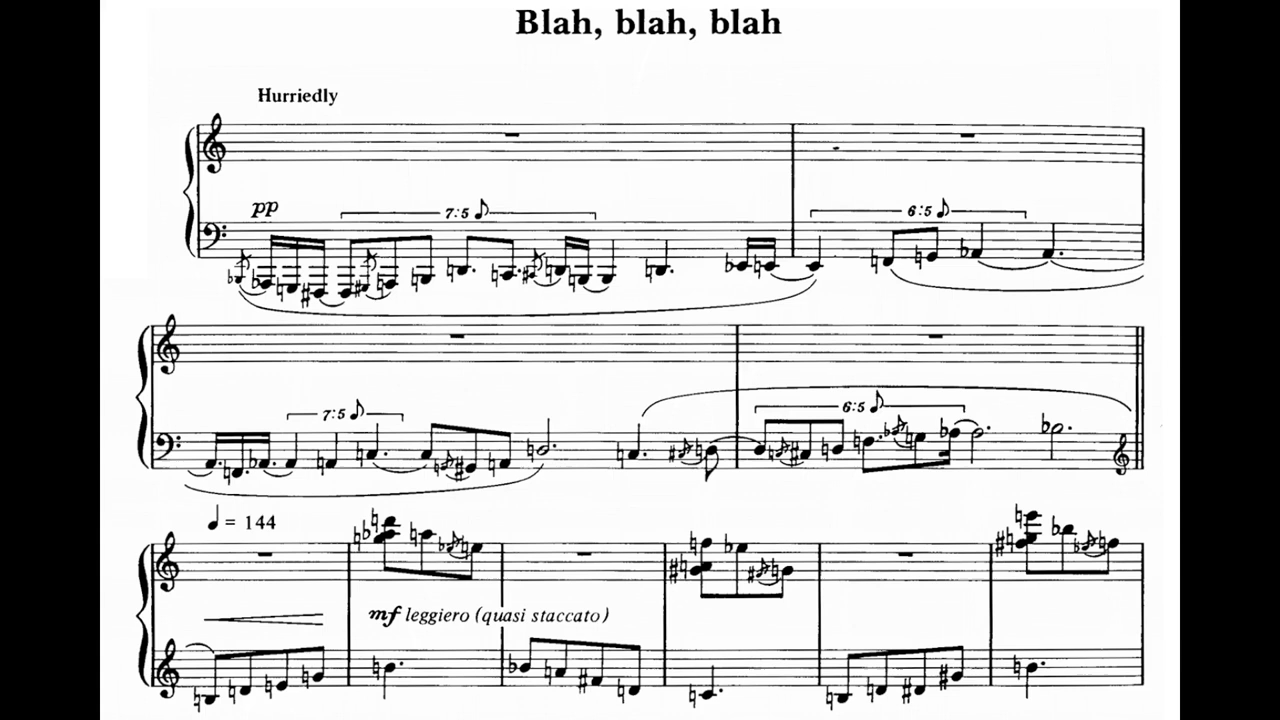 Blah, blah, blah
Hurriedly
pp
7:5
6:5
7:5
6:5
= 144
mf leggiero (quasi staccato)